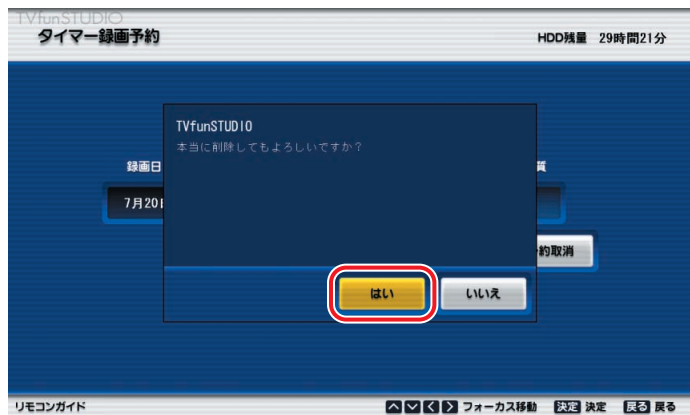 TVfunSTUDIO
タイマー録画予約
HDD残量 29時間21分
TVfunSTUDIO
本当に削除してもよろしいですか?
録画日
質
7月20日
約取消
はい
いいえ
リモコンガイド
フォーカス移動 決定 決定 戻る 戻る